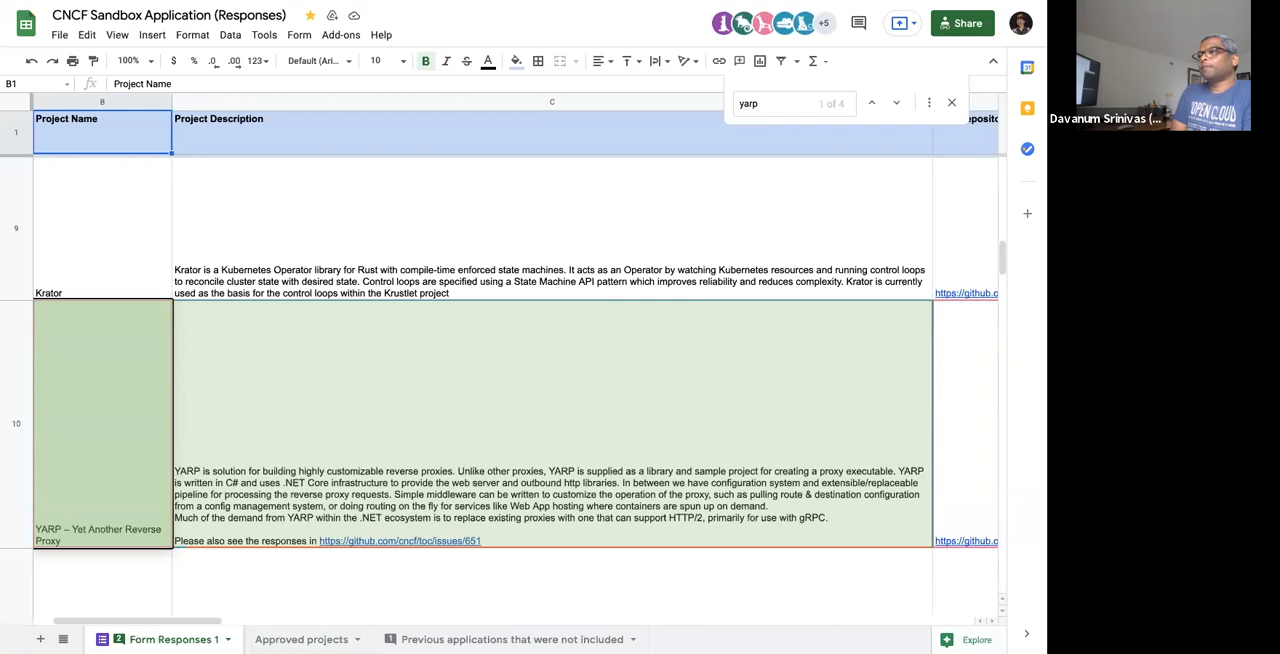 CNCF Sandbox Application (Responses)
File Edit View Insert Format Data Tools Form Add-ons Help
+5
Share
100% $ % .0 .00 123 Default (Ari... 10 B I S A
B1 fx Project Name
yarp 1 of 4
B C
1 Project Name Project Description
9
Krator is a Kubernetes Operator library for Rust with compile-time enforced state machines. It acts as an Operator by watching Kubernetes resources and running control loops
to reconcile cluster state with desired state. Control loops are specified using a State Machine API pattern which improves reliability and reduces complexity. Krator is currently
Krator used as the basis for the control loops within the Krustlet project https://github.c
10
YARP is solution for building highly customizable reverse proxies. Unlike other proxies, YARP is supplied as a library and sample project for creating a proxy executable. YARP
is written in C# and uses .NET Core infrastructure to provide the web server and outbound http libraries. In between we have configuration system and extensible/replaceable
pipeline for processing the reverse proxy requests. Simple middleware can be written to customize the operation of the proxy, such as pulling route & destination configuration
from a config management system, or doing routing on the fly for services like Web App hosting where containers are spun up on demand.
Much of the demand from YARP within the .NET ecosystem is to replace existing proxies with one that can support HTTP/2, primarily for use with gRPC.
YARP – Yet Another Reverse
Proxy
Please also see the responses in https://github.com/cncf/toc/issues/651 https://github.c
2 Form Responses 1 Approved projects 1 Previous applications that were not included Explore
31
Davanum Srinivas (...
OPEN CLOUD